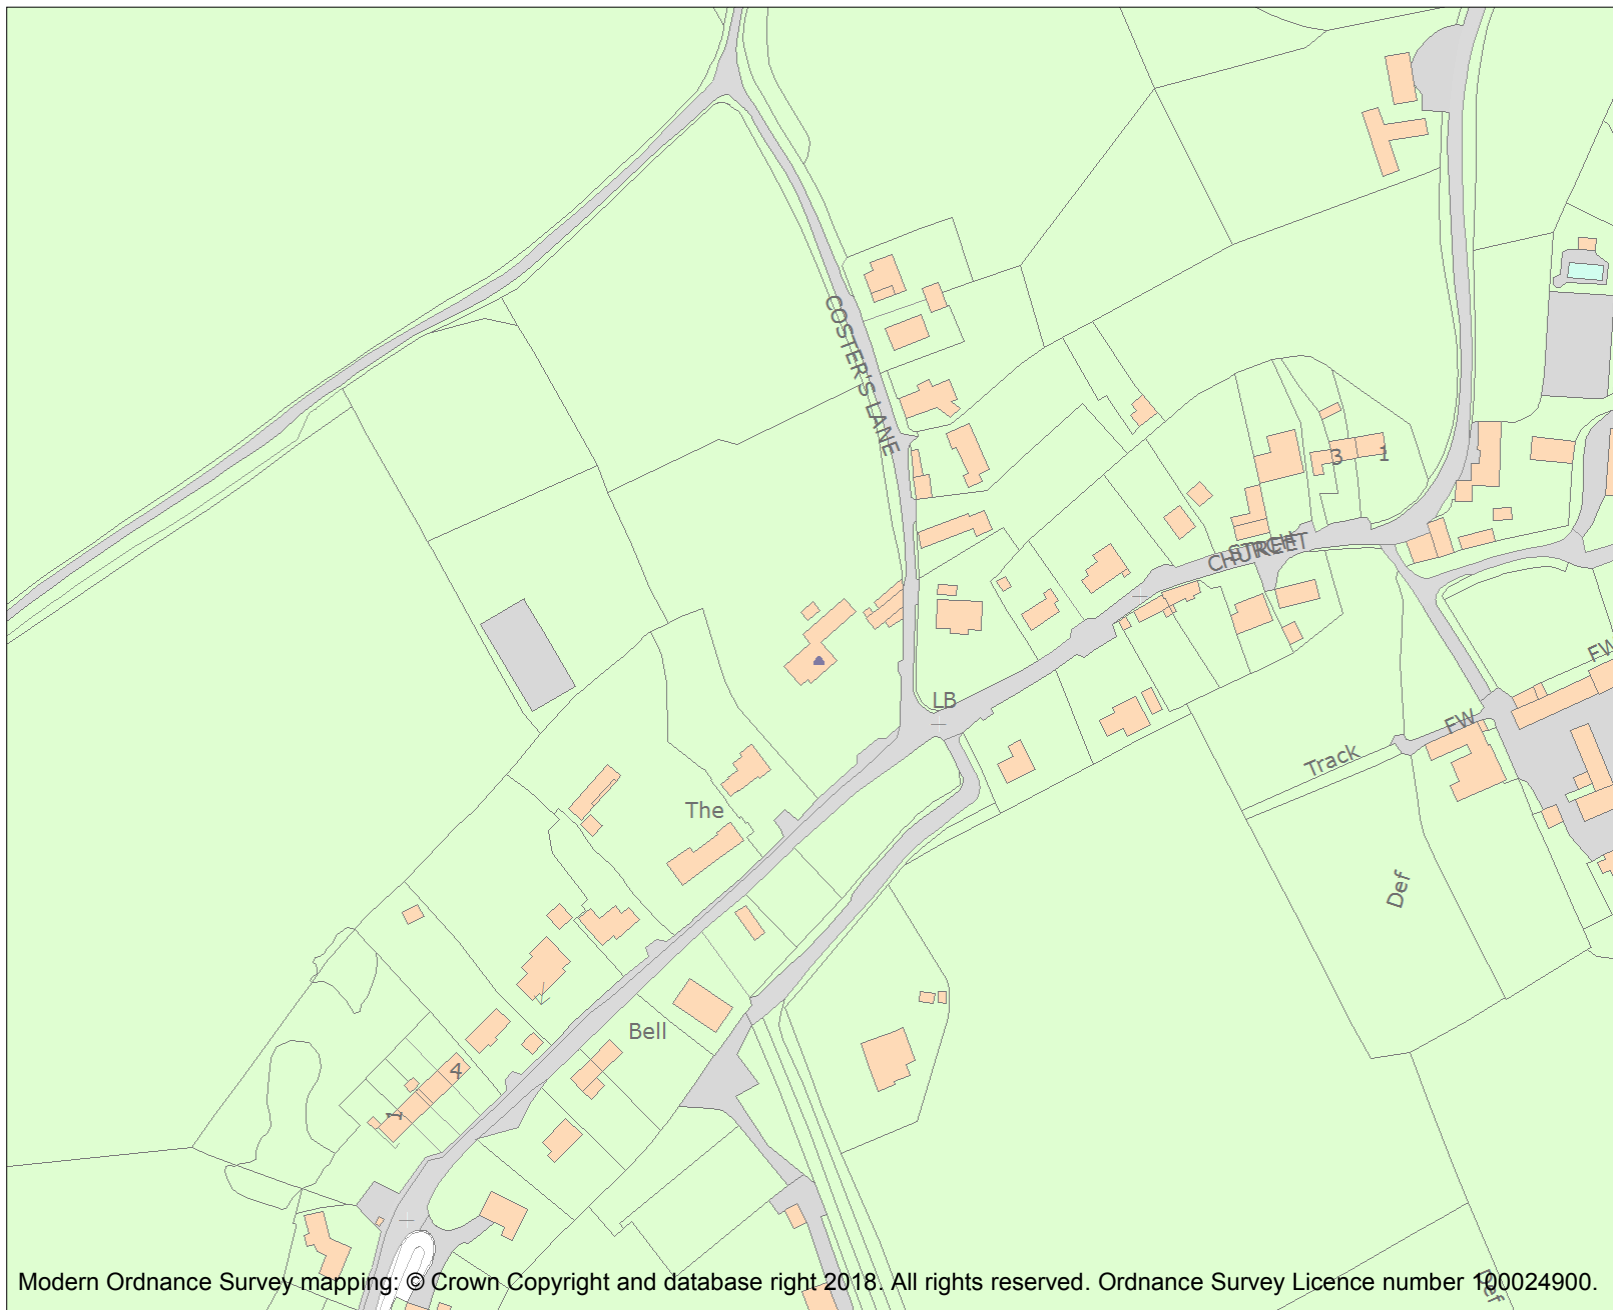 COSTER'S LANE
3
1
CHURCH
STREET
FW
LB
FW
Track
The
Def
Bell
4
1
Def
Modern Ordnance Survey mapping: © Crown Copyright and database right 2018. All rights reserved. Ordnance Survey Licence number 100024900.